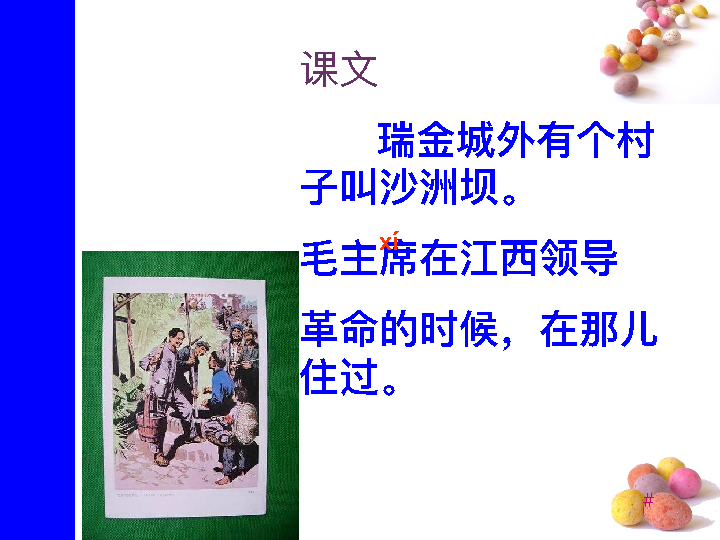 课文
瑞金城外有个村
子叫沙洲坝。
xí
毛主席在江西领导
革命的时候，在那儿
住过。
#